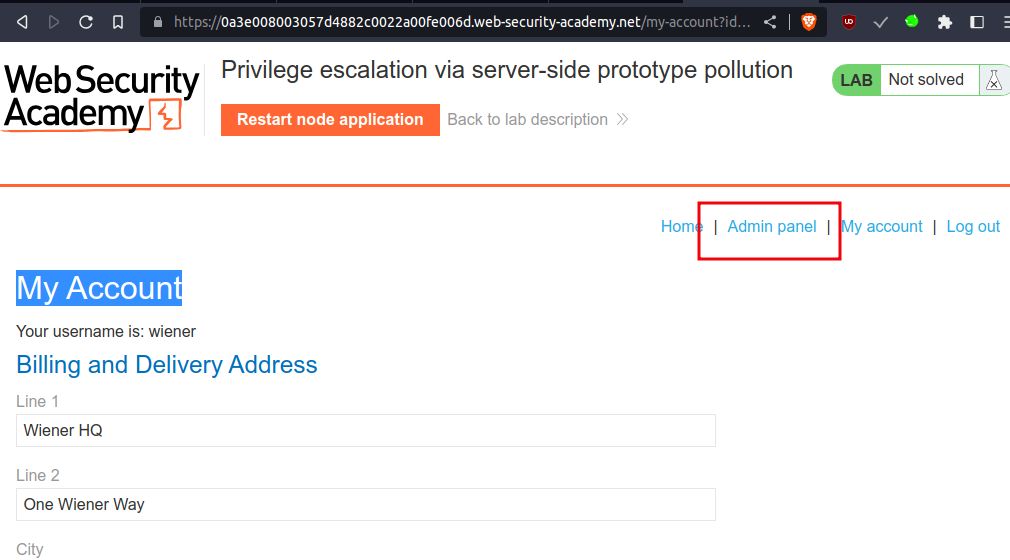 https://0a3e008003057d4882c0022a00fe006d.web-security-academy.net/my-account?id...
Web Security
Academy
Privilege escalation via server-side prototype pollution
Restart node application
Back to lab description
LAB
Not solved
Home | Admin panel | My account | Log out
My Account
Your username is: wiener
Billing and Delivery Address
Line 1
Wiener HQ
Line 2
One Wiener Way
City